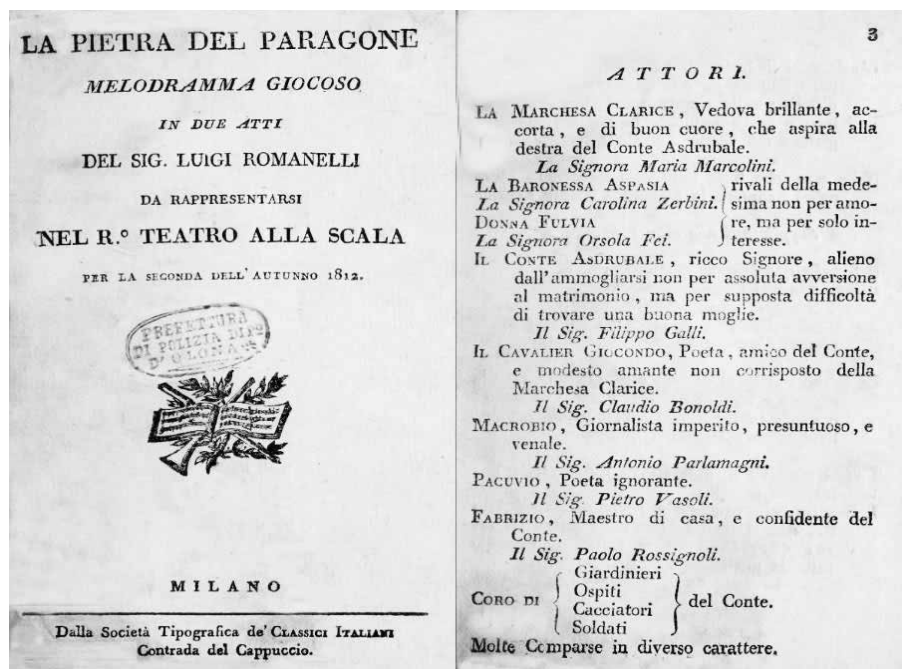 LA PIETRA DEL PARAGONE
MELODRAMMA GIOCOSO
IN DUE ATTI
DEL SIG. LUIGI ROMANELLI
DA RAPPRESENTARSI
NEL R.º TEATRO ALLA SCALA
PER LA SECONDA DELL'AUTUNNO 1812.
PREFETTURA
DI POLIZIA DIP.º
D'OLONA
MILANO
Dalla Società Tipografica de' CLASSICI ITALIANI
Contrada del Cappuccio.
3
ATTORI.
LA MARCHESA CLARICE, Vedova brillante, ac-
corta, e di buon cuore, che aspira alla
destra del Conte Asdrubale.
La Signora Maria Marcolini.
LA BARONESSA ASPASIA
La Signora Carolina Zerbini.
DONNA FULVIA
La Signora Orsola Fei.
rivali della mede-
sima non per amo-
re, ma per solo in-
teresse.
IL CONTE ASDRUBALE, ricco Signore, alieno
dall'ammogliarsi non per assoluta avversione
al matrimonio, ma per supposta difficoltà
di trovare una buona moglie.
Il Sig. Filippo Galli.
IL CAVALIER GIOCONDO, Poeta, amico del Conte,
e modesto amante non corrisposto della
Marchesa Clarice.
Il Sig. Claudio Bonoldi.
MACROBIO, Giornalista imperito, presuntuoso, e
venale.
Il Sig. Antonio Parlamagni.
PACUVIO, Poeta ignorante.
Il Sig. Pietro Vasoli.
FABRIZIO, Maestro di casa, e confidente del
Conte.
Il Sig. Paolo Rossignoli.
CORO DI
Giardinieri
Ospiti
Cacciatori
Soldati
del Conte.
Molte Comparse in diverso carattere.